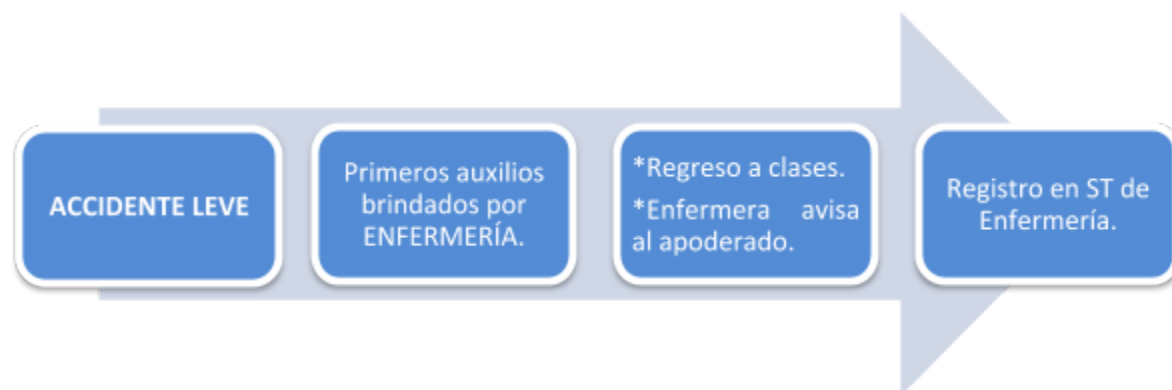 ACCIDENTE LEVE
Primeros auxilios
brindados por
ENFERMERÍA.
*Regreso a clases.
*Enfermera avisa
al apoderado.
Registro en ST de
Enfermería.